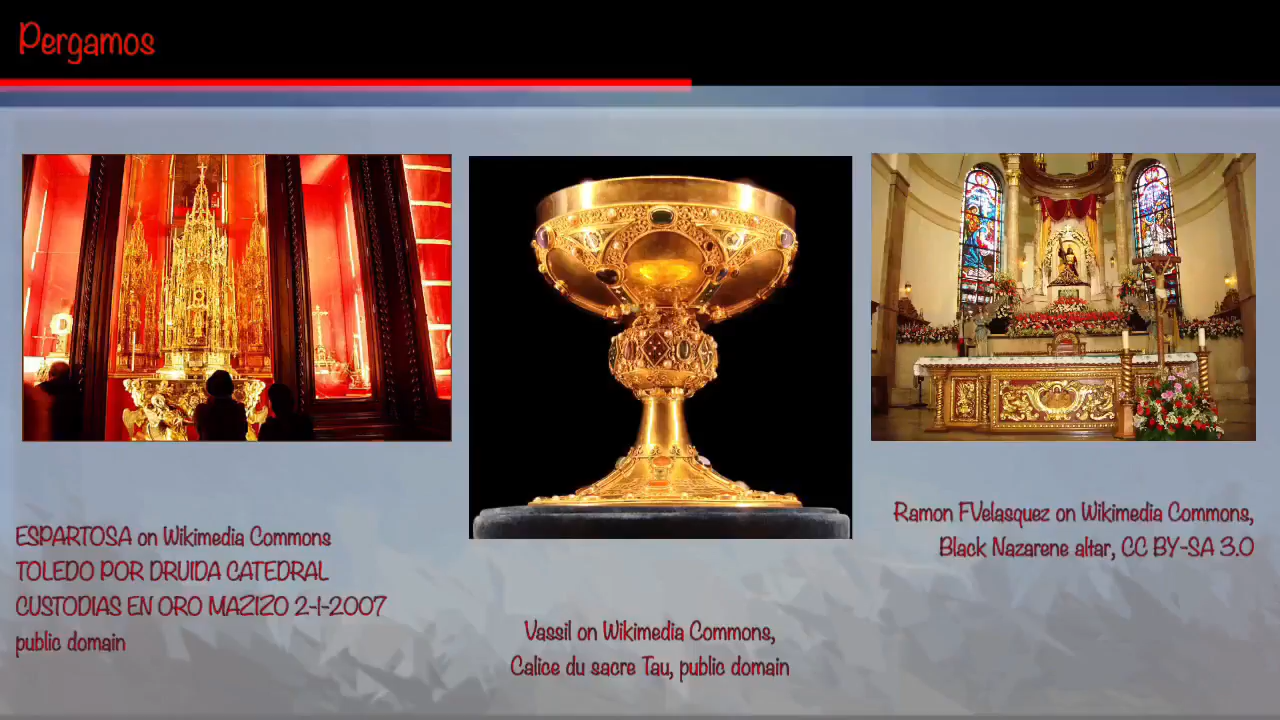 Pergamos
ESPARTOSA on Wikimedia Commons
TOLEDO POR DRUIDA CATEDRAL
CUSTODIAS EN ORO MAZIZO 2-1-2007
public domain
Vassil on Wikimedia Commons,
Calice du sacre Tau, public domain
Ramon FVelasquez on Wikimedia Commons,
Black Nazarene altar, CC BY-SA 3.0